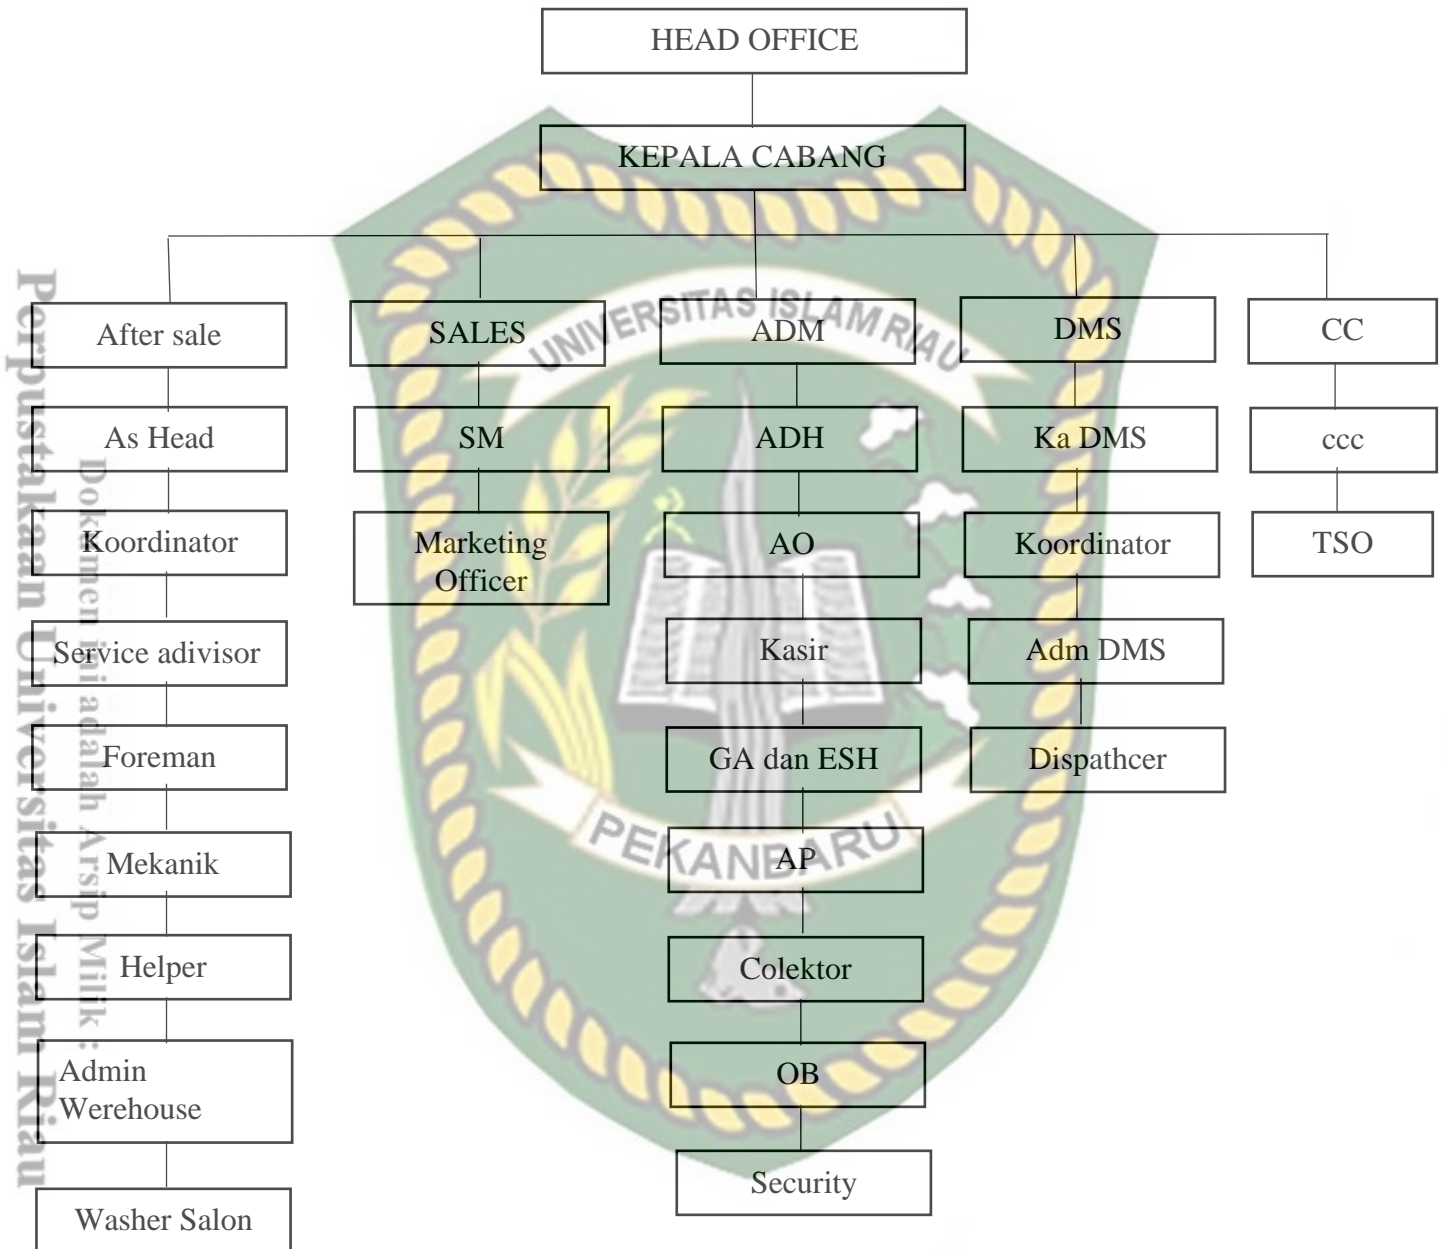 HEAD OFFICE
KEPALA CABANG
After sale
SALES
ADM
DMS
CC
As Head
SM
ADH
Ka DMS
ccc
Koordinator
Marketing
Officer
AO
Koordinator
TSO
Service adivisor
Kasir
Adm DMS
Foreman
GA dan ESH
Dispathcer
Mekanik
AP
Helper
Colektor
Admin
Werehouse
OB
Washer Salon
Security
UNIVERSITAS ISLAM RIAU
PEKANBARU
Perpustakaan Universitas Islam Riau
Dokumen ini adalah Arsip Milik :